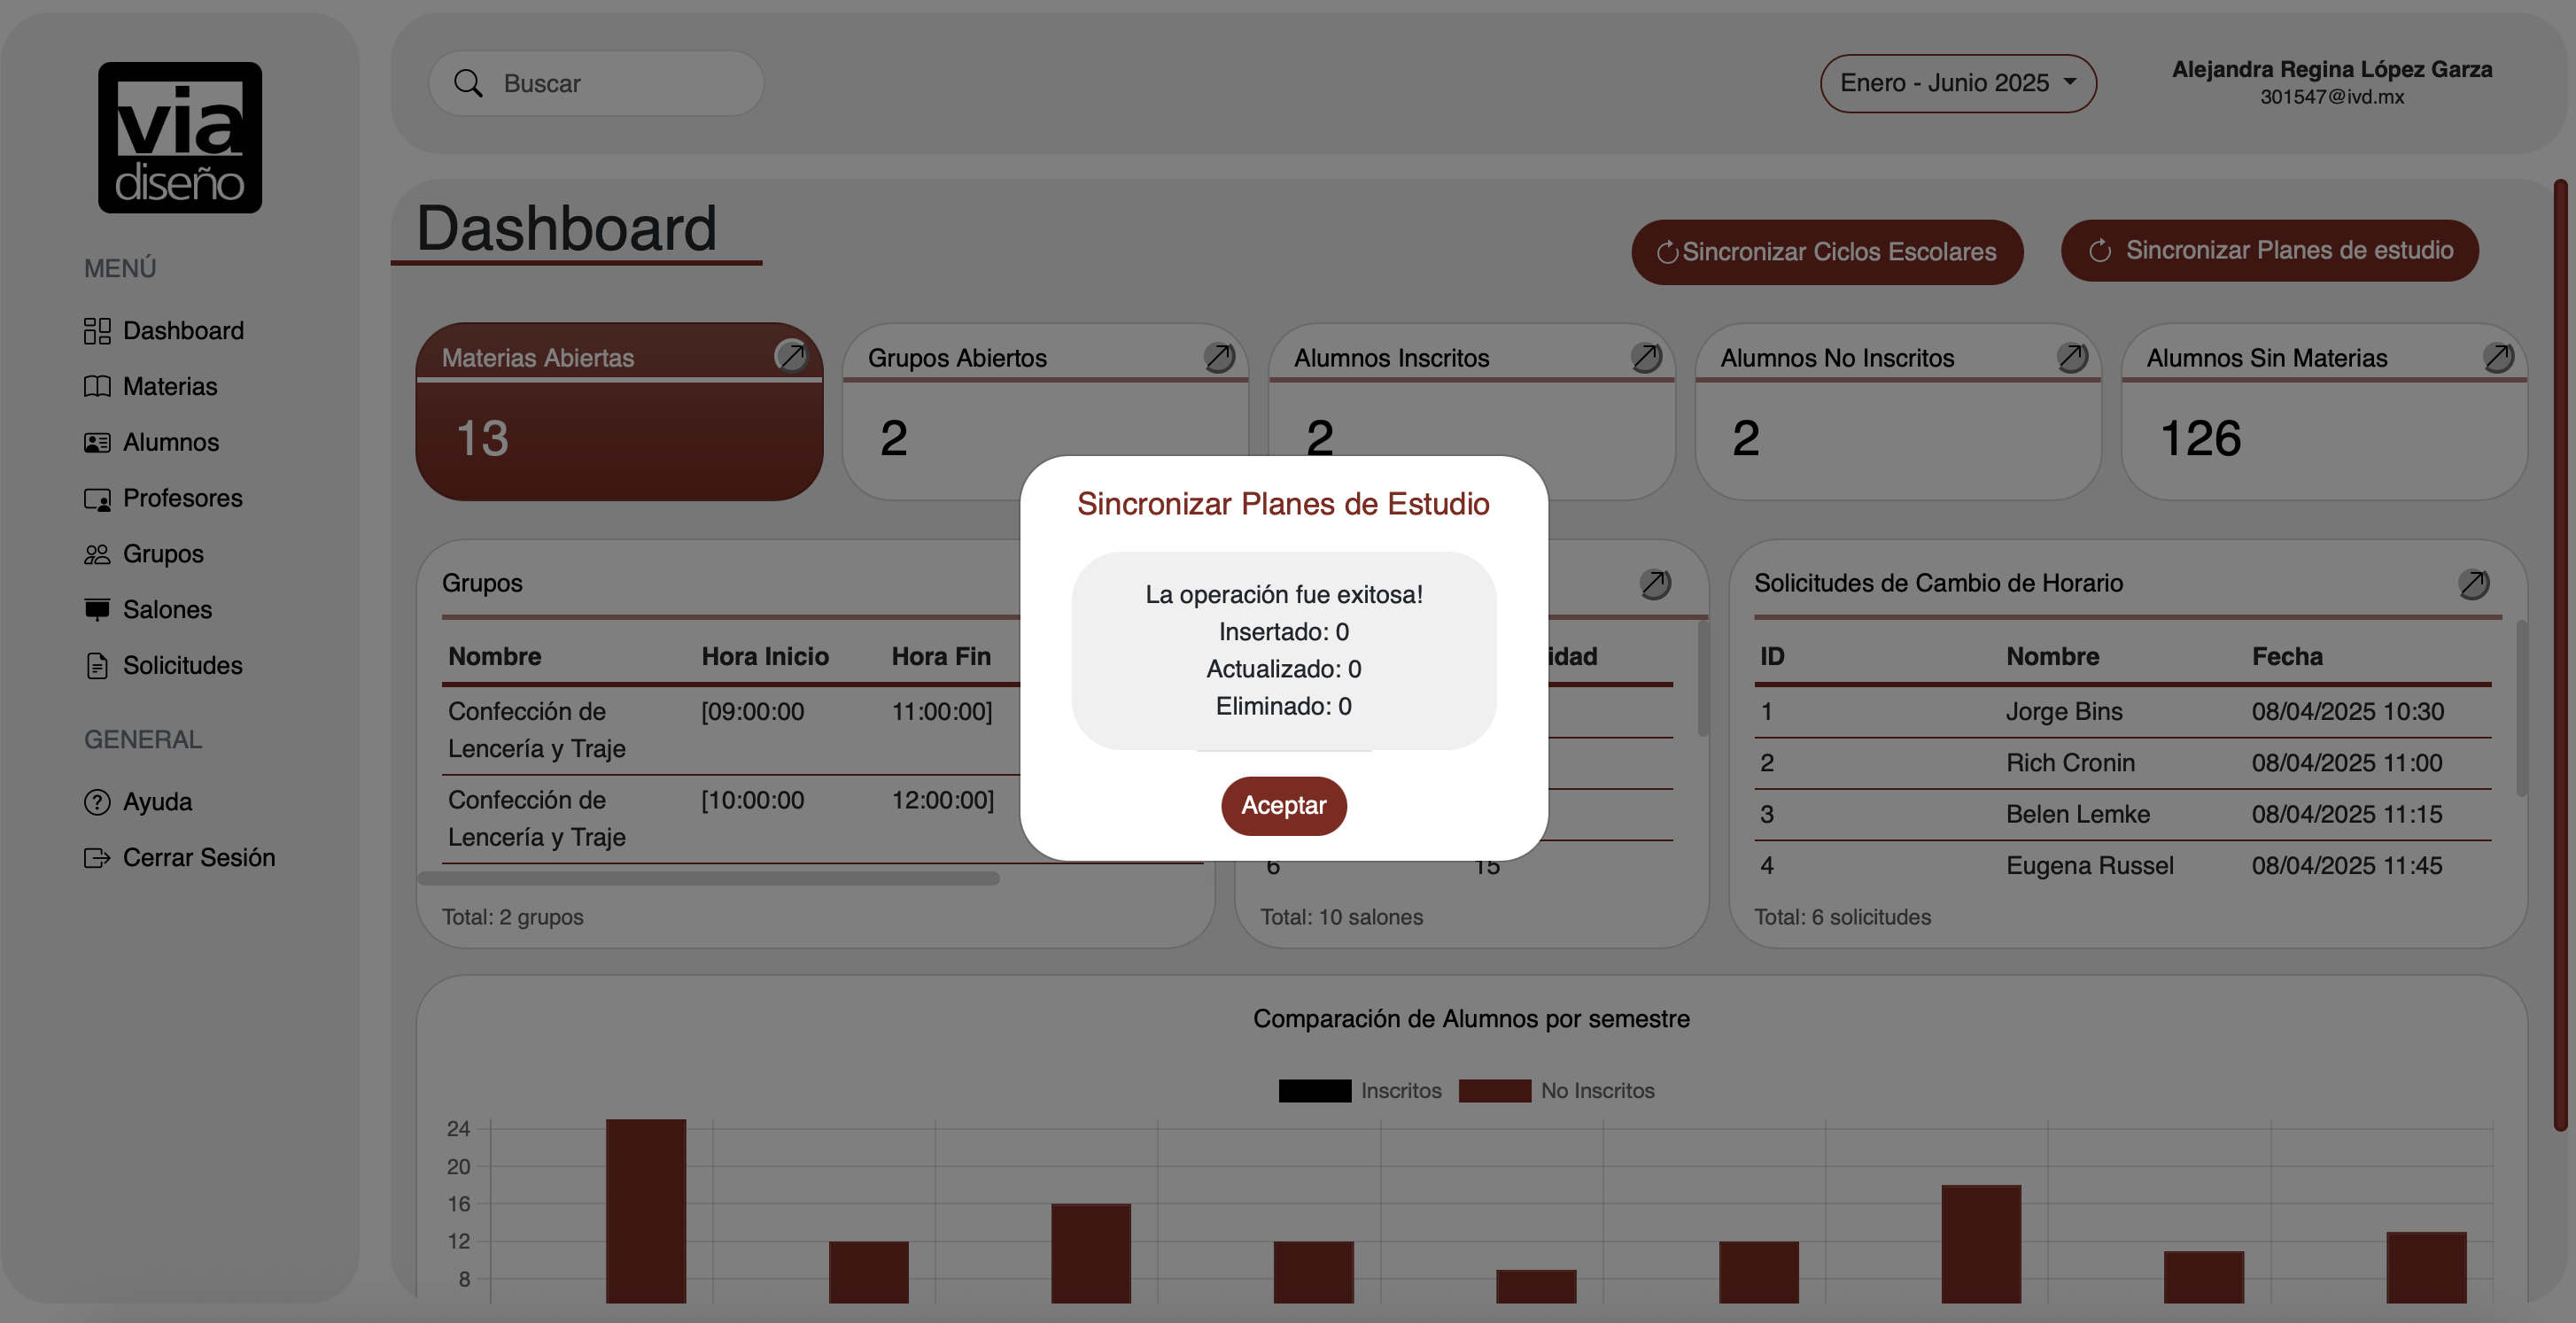 via
diseño
MENÚ
Dashboard
Materias
Alumnos
Profesores
Grupos
Salones
Solicitudes
GENERAL
Ayuda
Cerrar Sesión
Buscar
Enero - Junio 2025
Alejandra Regina López Garza
301547@ivd.mx
Dashboard
Sincronizar Ciclos Escolares
Sincronizar Planes de estudio
Materias Abiertas
13
Grupos Abiertos
2
Alumnos Inscritos
2
Alumnos No Inscritos
2
Alumnos Sin Materias
126
Sincronizar Planes de Estudio
La operación fue exitosa!
Insertado: 0
Actualizado: 0
Eliminado: 0
Aceptar
Grupos
Nombre Hora Inicio Hora Fin
Confección de [09:00:00 11:00:00]
Lencería y Traje
Confección de [10:00:00 12:00:00]
Lencería y Traje
Total: 2 grupos
idad
6 15
Total: 10 salones
Solicitudes de Cambio de Horario
ID Nombre Fecha
1 Jorge Bins 08/04/2025 10:30
2 Rich Cronin 08/04/2025 11:00
3 Belen Lemke 08/04/2025 11:15
4 Eugena Russel 08/04/2025 11:45
Total: 6 solicitudes
Comparación de Alumnos por semestre
Inscritos No Inscritos
24
20
16
12
8